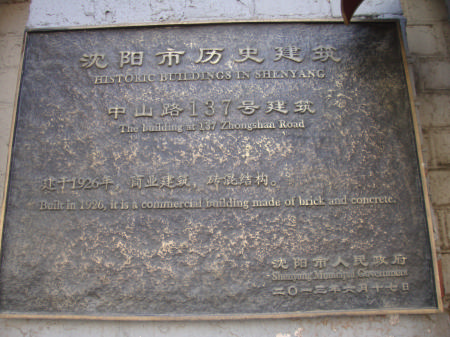 沈阳市历史建筑
HISTORIC BUILDINGS IN SHENYANG
中山路137号建筑
The building at 137 Zhongshan Road
建于1926年，商业建筑，砖混结构。
Built in 1926, it is a commercial building made of brick and concrete.
沈阳市人民政府
Shenyang Municipal Government
二〇一三年六月十七日